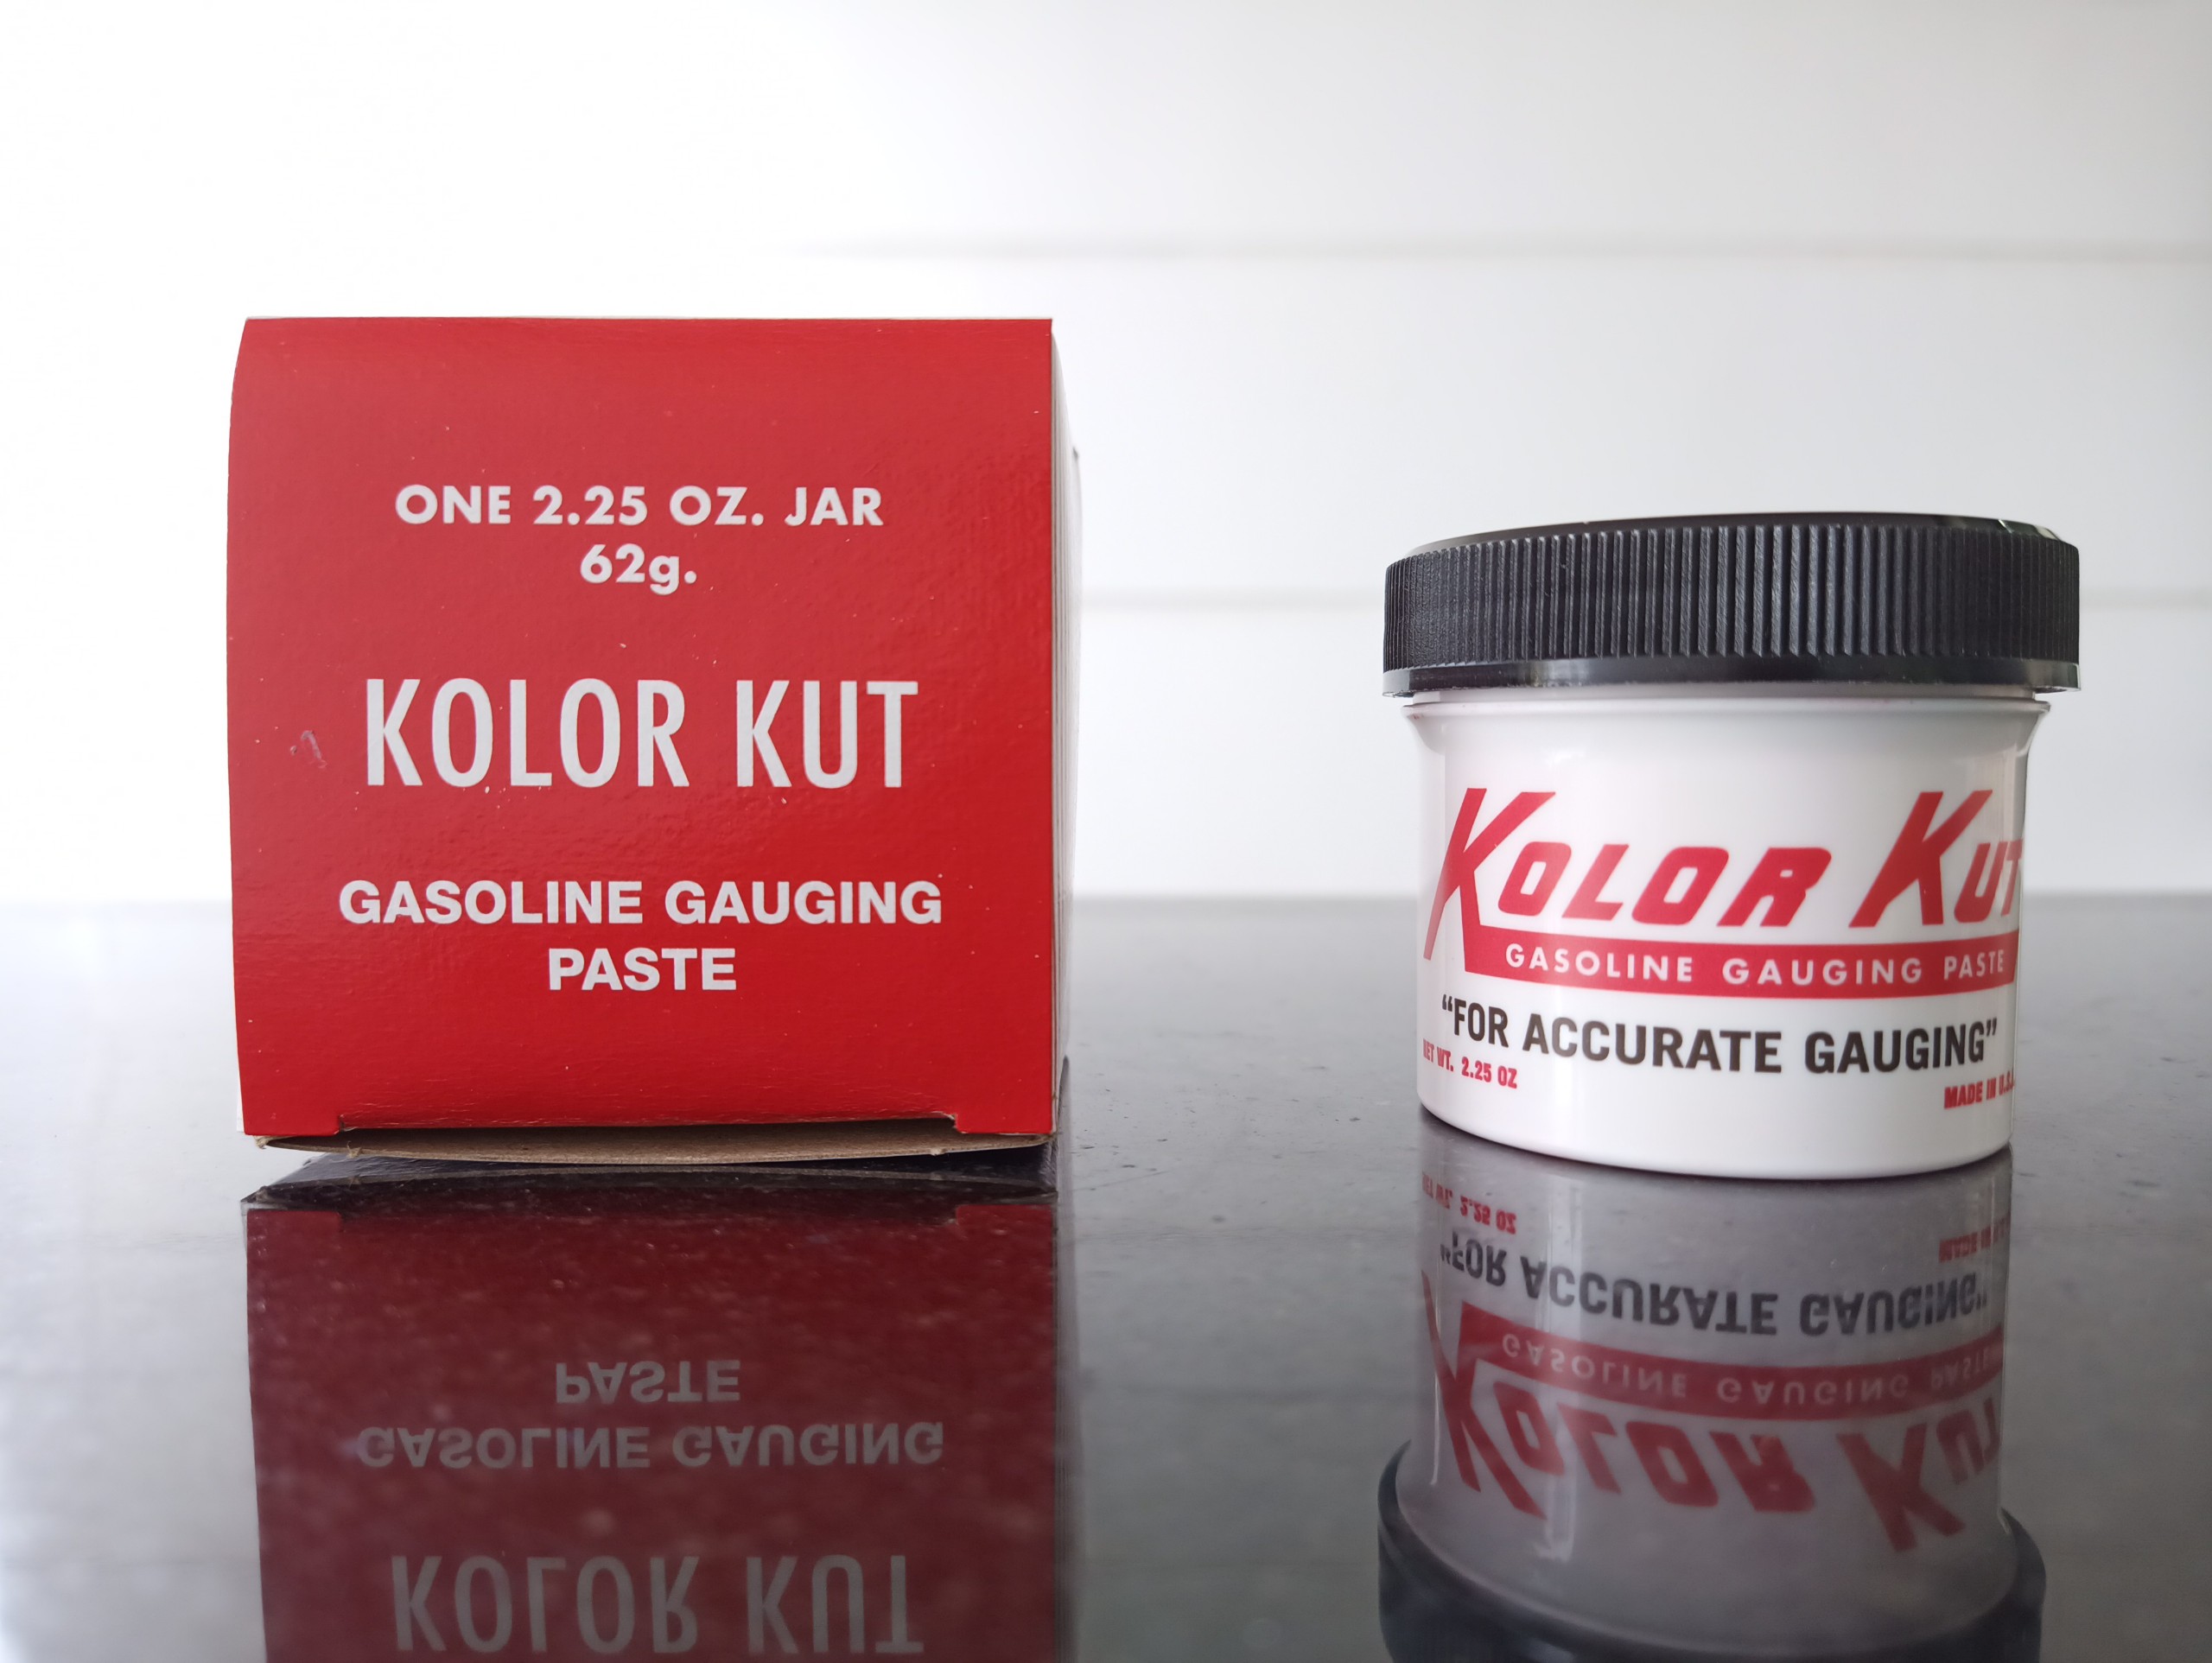 ONE 2.25 OZ. JAR
62g.
KOLOR KUT
GASOLINE GAUGING
PASTE
KOLOR KUT
GASOLINE GAUGING PASTE
“FOR ACCURATE GAUGING”
NET WT. 2.25 OZ
MADE IN U.S.A.